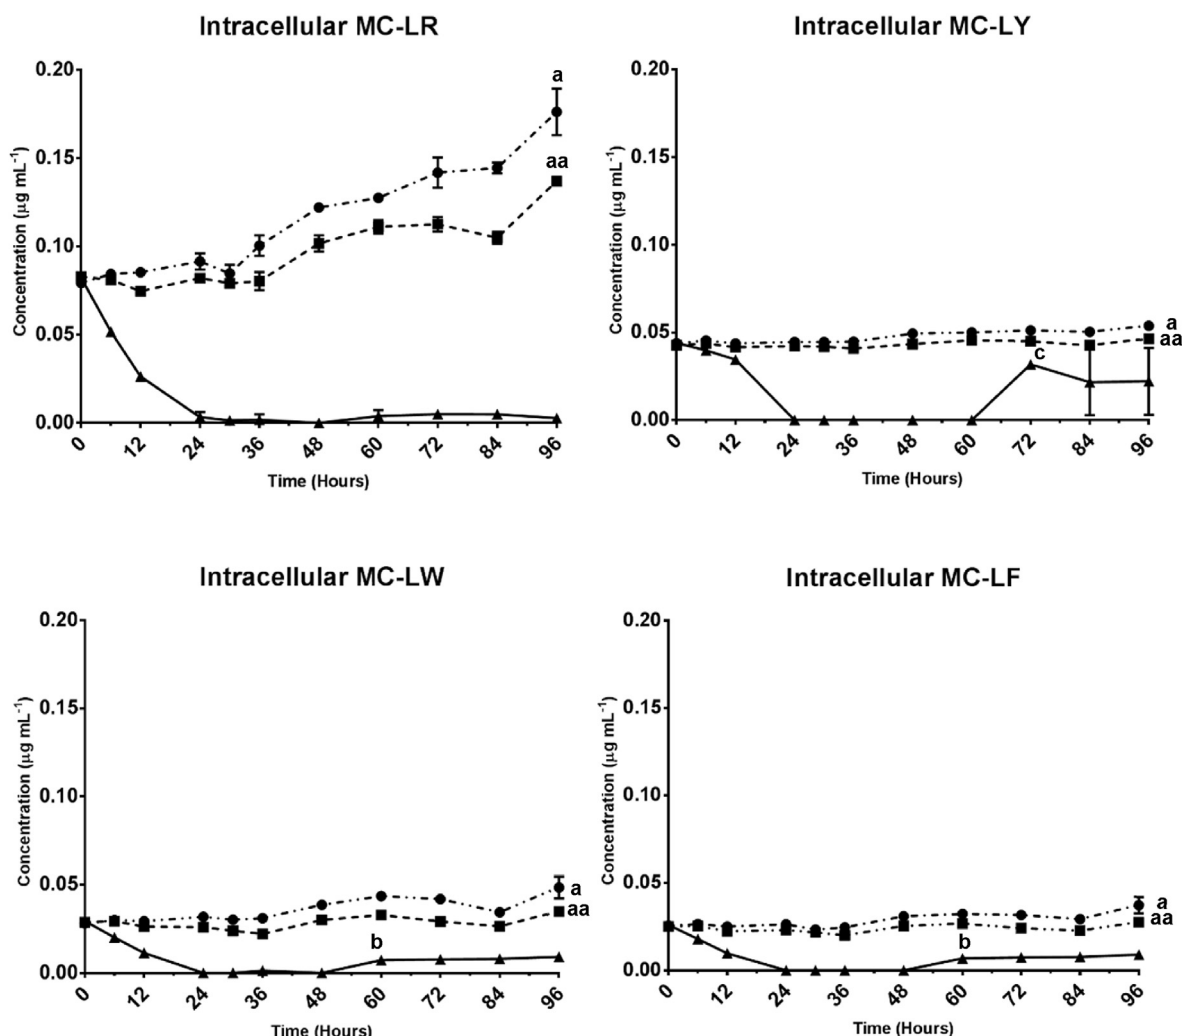 Intracellular MC-LR
0.20
0.15
0.10
0.05
0.00
Concentration (µg mL⁻¹)
a
aa
0
12
24
36
48
60
72
84
96
Time (Hours)
Intracellular MC-LY
0.20
0.15
0.10
0.05
0.00
Concentration (µg mL⁻¹)
a
aa
c
0
12
24
36
48
60
72
84
96
Time (Hours)
Intracellular MC-LW
0.20
0.15
0.10
0.05
0.00
Concentration (µg mL⁻¹)
a
aa
b
0
12
24
36
48
60
72
84
96
Time (Hours)
Intracellular MC-LF
0.20
0.15
0.10
0.05
0.00
Concentration (µg mL⁻¹)
a
aa
b
0
12
24
36
48
60
72
84
96
Time (Hours)